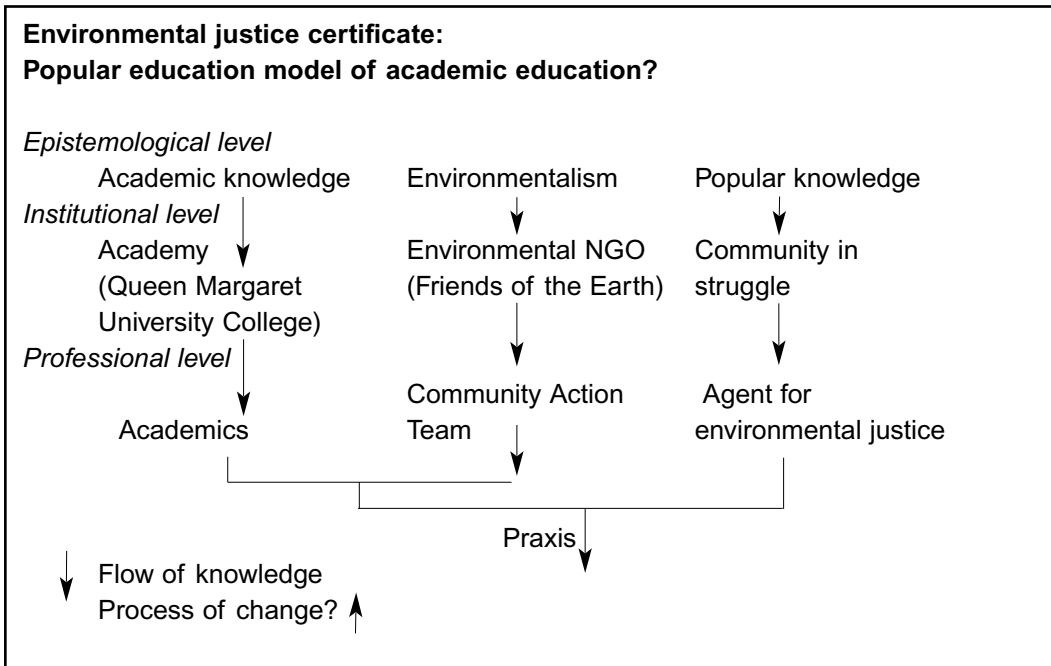 Environmental justice certificate:
Popular education model of academic education?
Epistemological level
Academic knowledge Environmentalism Popular knowledge
Institutional level
Academy Environmental NGO Community in
(Queen Margaret (Friends of the Earth) struggle
University College)
Professional level
Community Action Agent for
Academics Team environmental justice
Praxis
Flow of knowledge
Process of change?